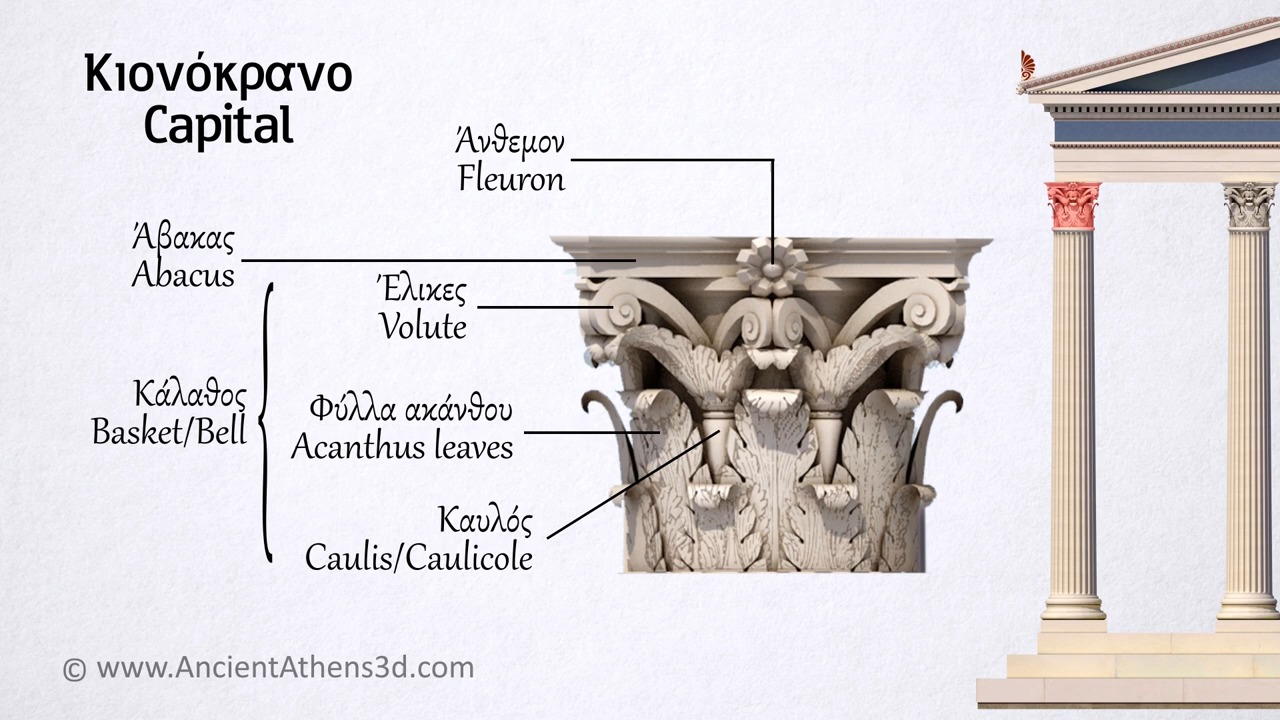 Κιονόκρανο
Capital
Άνθεμον
Fleuron
Άβακας
Abacus
Έλικες
Volute
Κάλαθος
Basket/Bell
Φύλλα ακάνθου
Acanthus leaves
Καυλός
Caulis/Caulicole
© www.AncientAthens3d.com